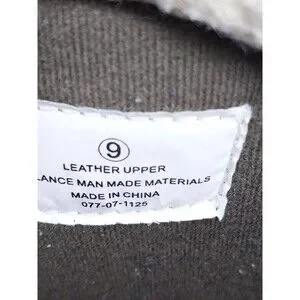 9
LEATHER UPPER
LANCE MAN MADE MATERIALS
MADE IN CHINA
077-07-1125